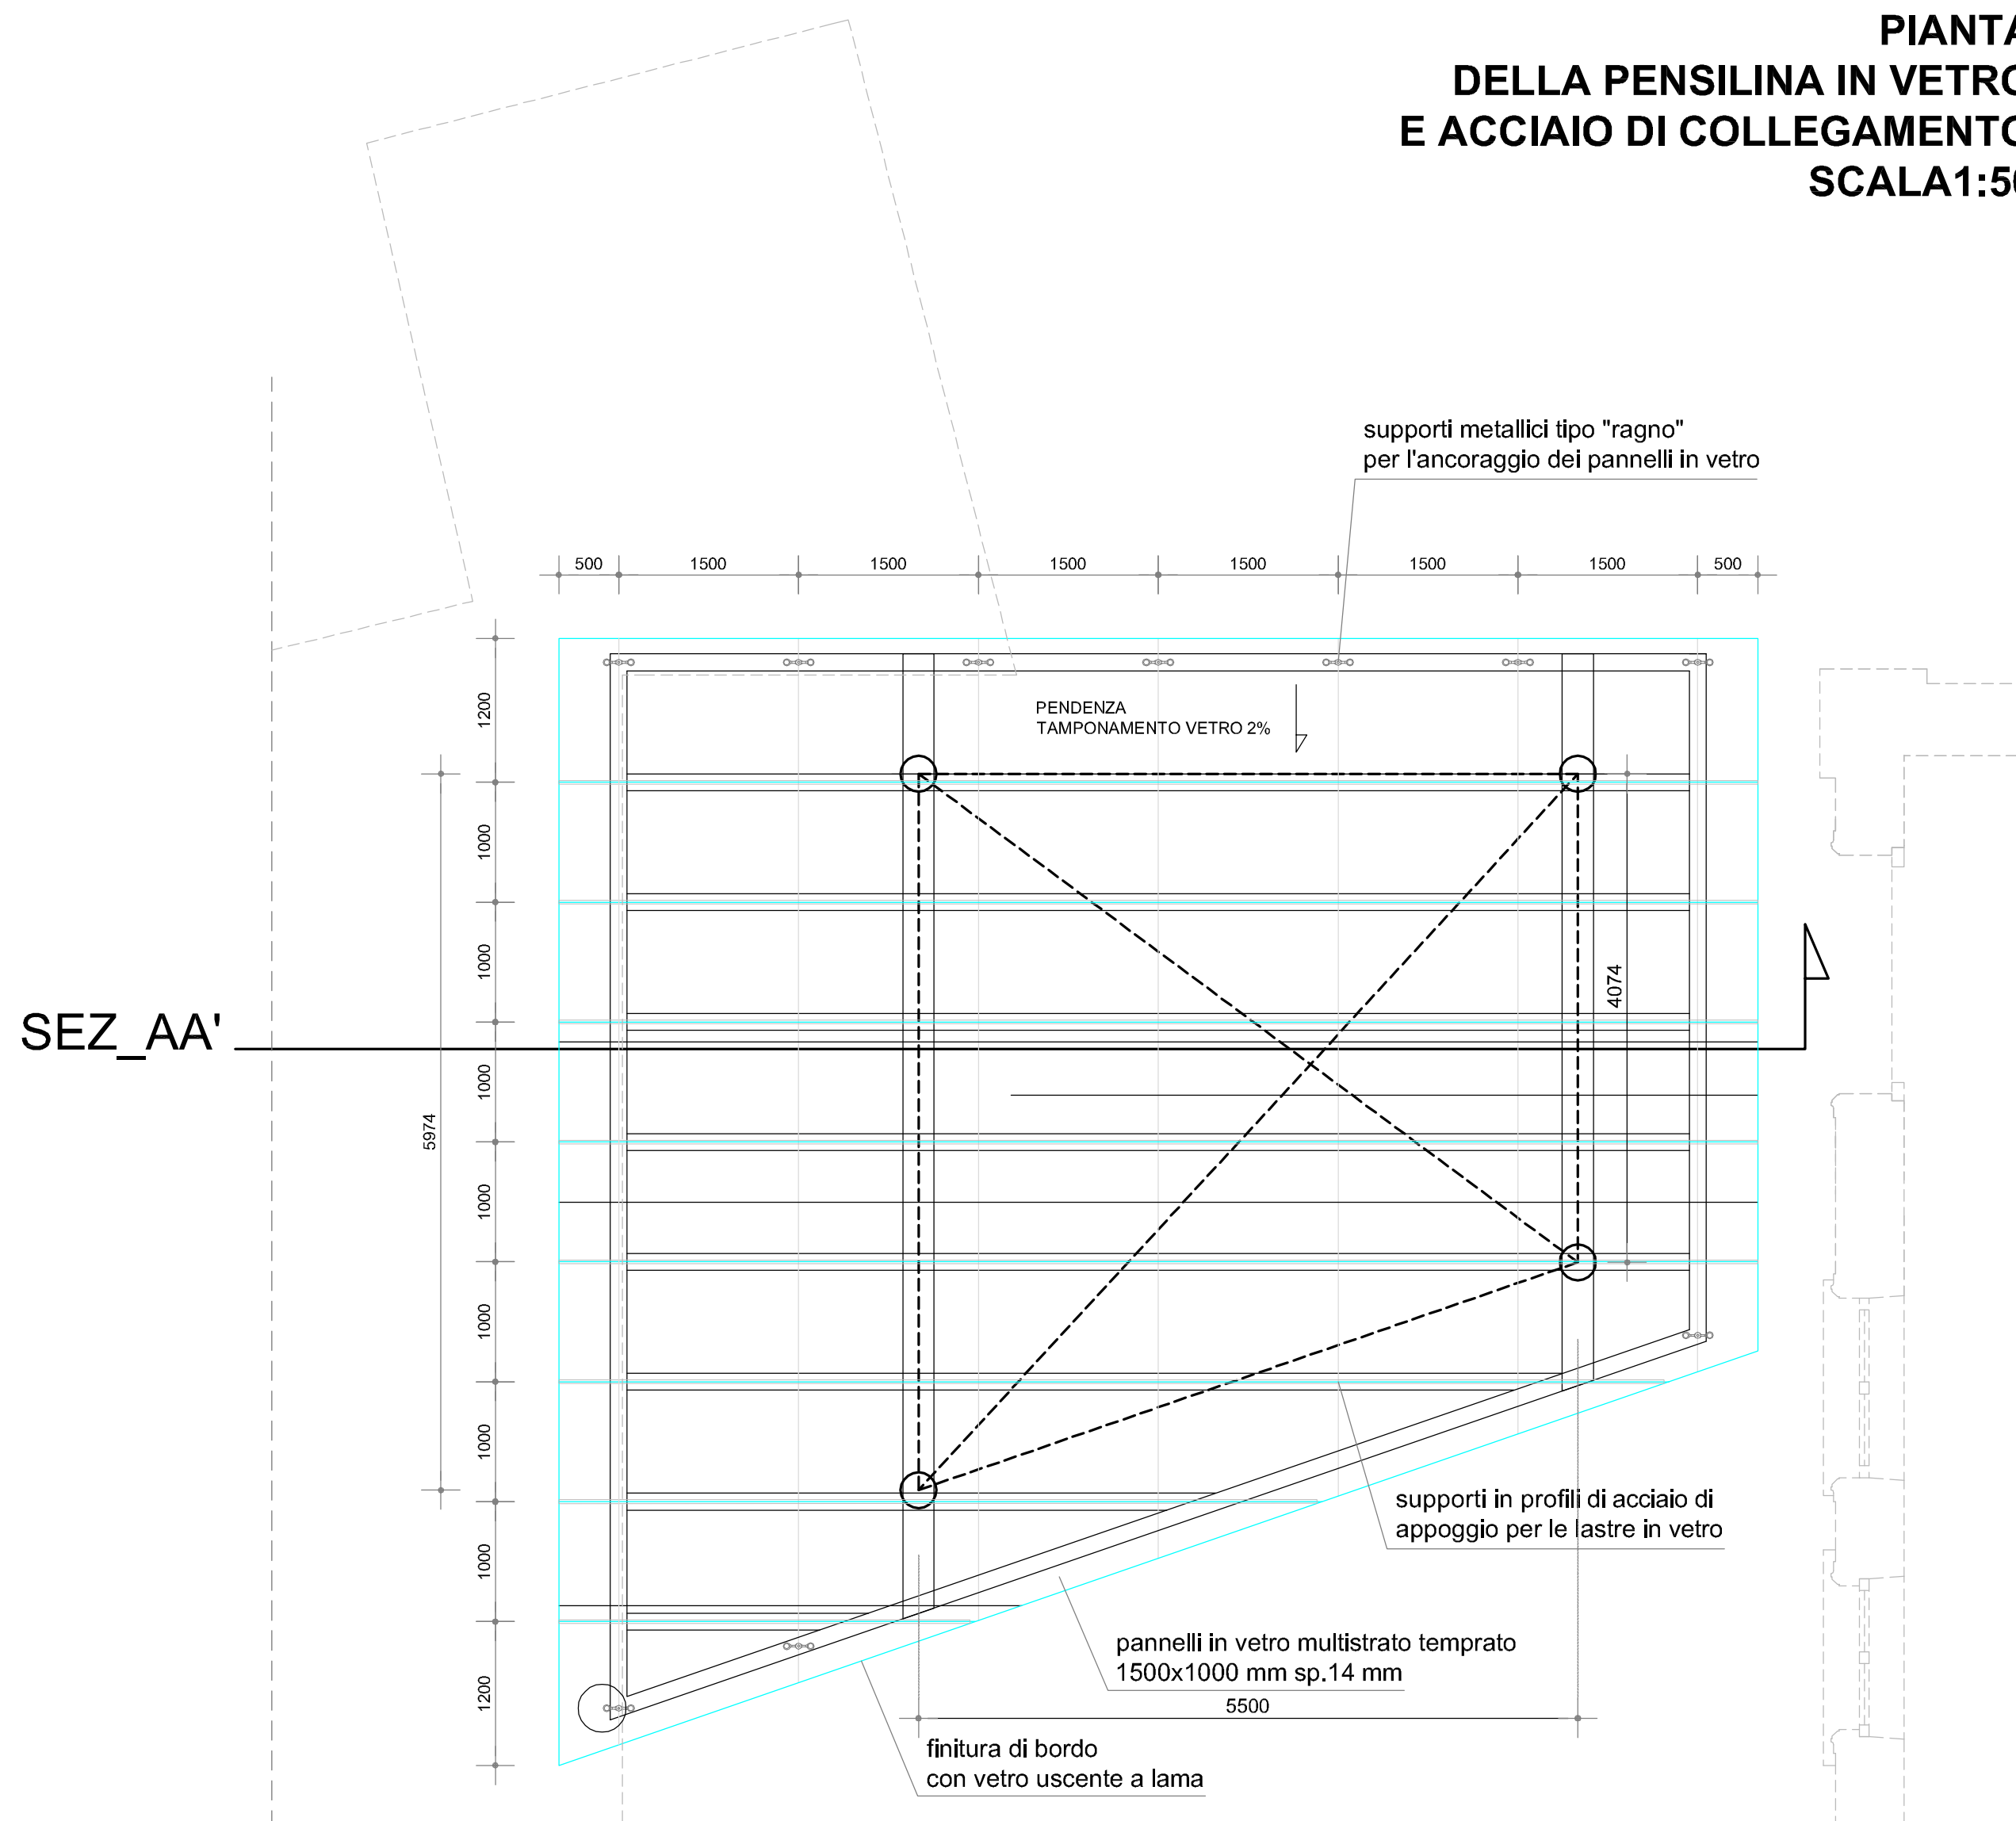 PIANTA
DELLA PENSILINA IN VETRO
E ACCIAIO DI COLLEGAMENTO
SCALA1:50
supporti metallici tipo "ragno"
per l'ancoraggio dei pannelli in vetro
500 1500 1500 1500 1500 1500 1500 500
1200
PENDENZA
TAMPONAMENTO VETRO 2%
1000
1000
4074
SEZ_AA'
1000
5974
1000
1000
1000
supporti in profili di acciaio di
appoggio per le lastre in vetro
1000
pannelli in vetro multistrato temprato
1500x1000 mm sp.14 mm
1200
5500
finitura di bordo
con vetro uscente a lama